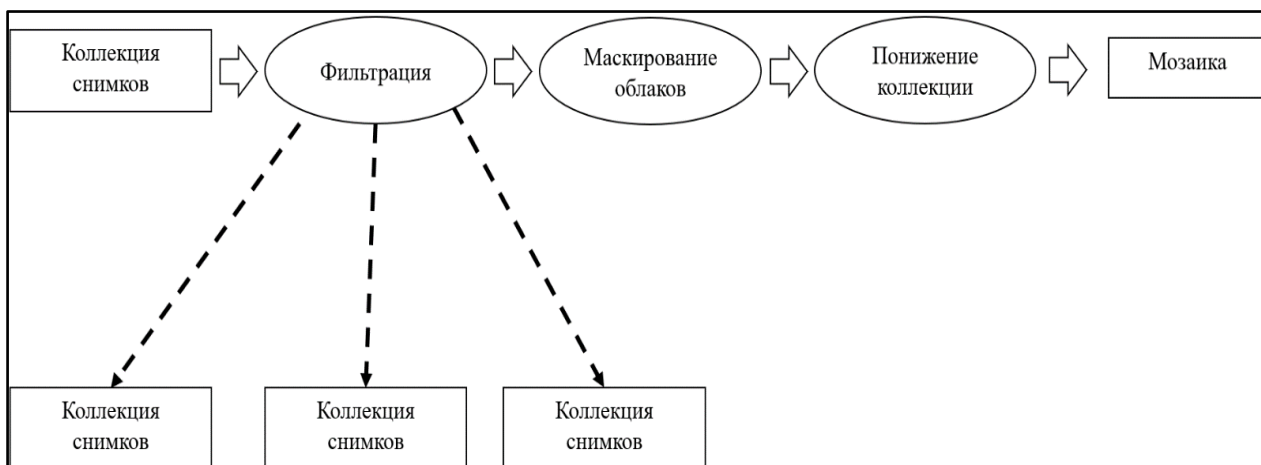 Коллекция
снимков
Фильтрация
Маскирование
облаков
Понижение
коллекции
Мозаика
Коллекция
снимков
Коллекция
снимков
Коллекция
снимков